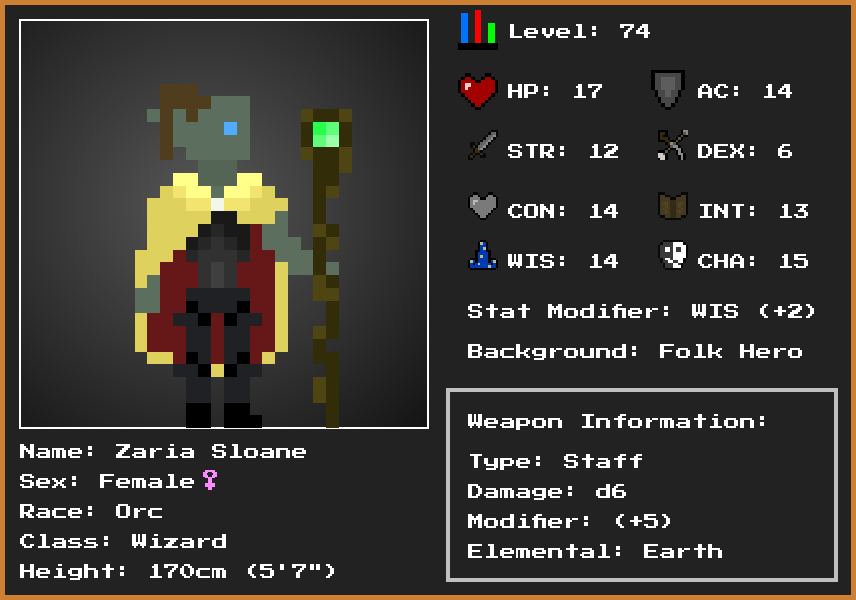 Level: 74
HP: 17
AC: 14
STR: 12
DEX: 6
CON: 14
INT: 13
WIS: 14
CHA: 15
Stat Modifier: WIS (+2)
Background: Folk Hero
Name: Zaria Sloane
Sex: Female♀
Race: Orc
Class: Wizard
Height: 170cm (5'7")
Weapon Information:
Type: Staff
Damage: d6
Modifier: (+5)
Elemental: Earth